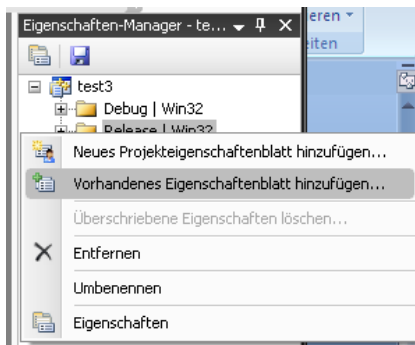 Eigenschaften-Manager - te...
eren
eiten
test3
Debug | Win32
Release | Win32
Neues Projekteigenschaftenblatt hinzufügen...
Vorhandenes Eigenschaftenblatt hinzufügen...
Überschriebene Eigenschaften löschen...
Entfernen
Umbenennen
Eigenschaften